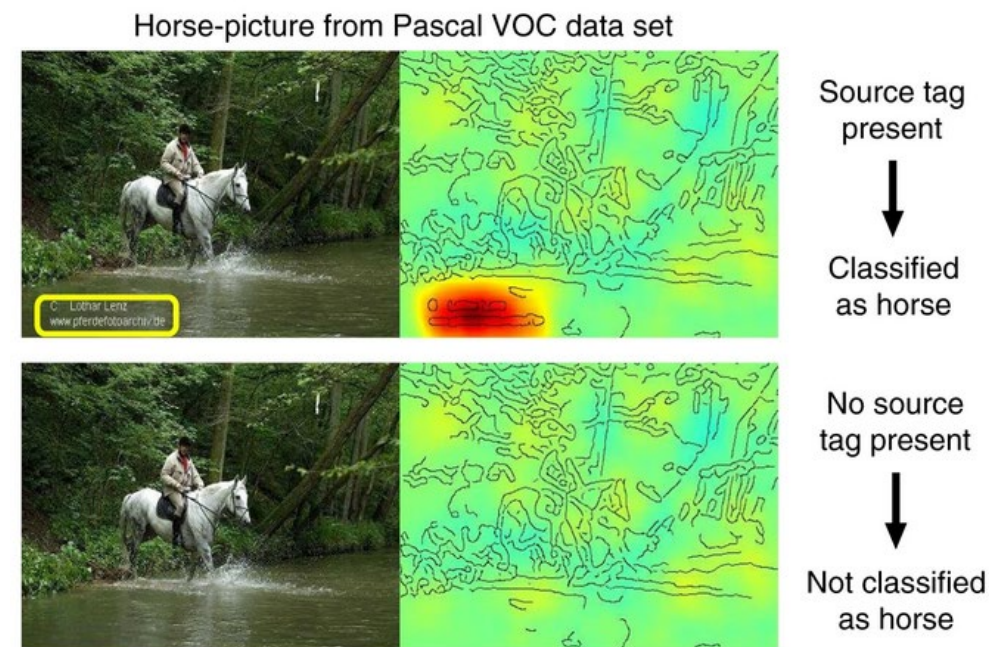 Horse-picture from Pascal VOC data set
Source tag
present
Classified
as horse
C Lothar Lenz
www.pferdefotoarchiv.de
No source
tag present
Not classified
as horse